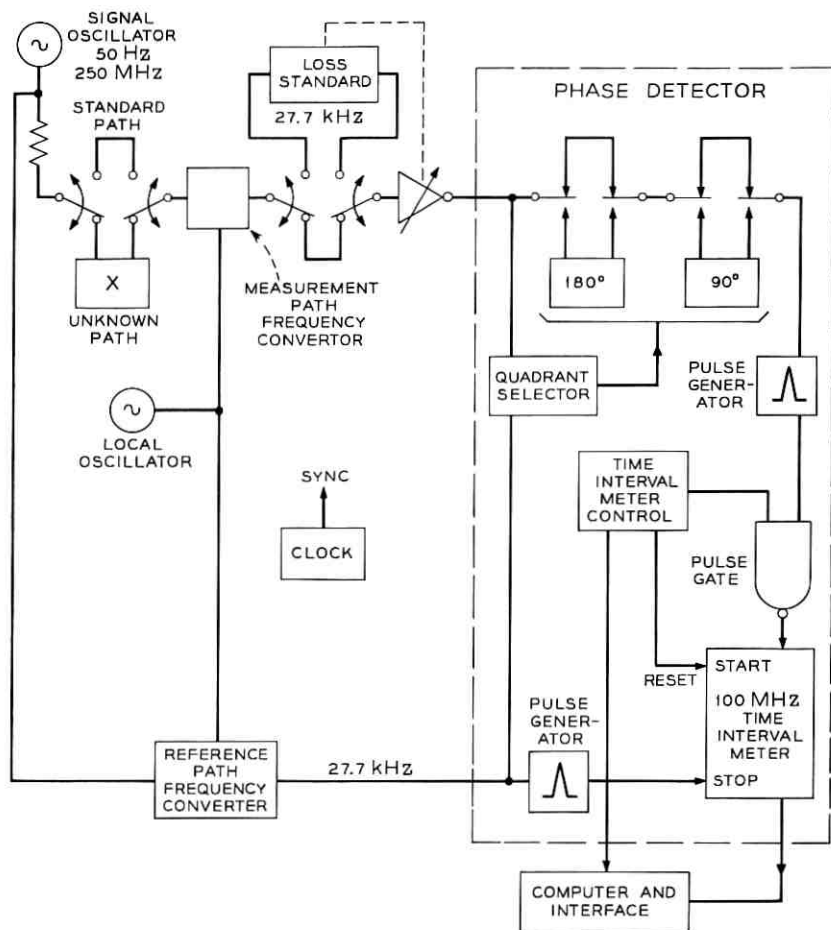 SIGNAL
OSCILLATOR
50 Hz
250 MHz
STANDARD
PATH
X
UNKNOWN
PATH
LOSS
STANDARD
27.7 kHz
MEASUREMENT
PATH
FREQUENCY
CONVERTOR
LOCAL
OSCILLATOR
SYNC
CLOCK
REFERENCE
PATH
FREQUENCY
CONVERTER
27.7 kHz
PHASE DETECTOR
180°
90°
QUADRANT
SELECTOR
PULSE
GENER-
ATOR
TIME
INTERVAL
METER
CONTROL
PULSE
GATE
RESET
START
100 MHz
TIME
INTERVAL
METER
STOP
PULSE
GENER-
ATOR
COMPUTER AND
INTERFACE